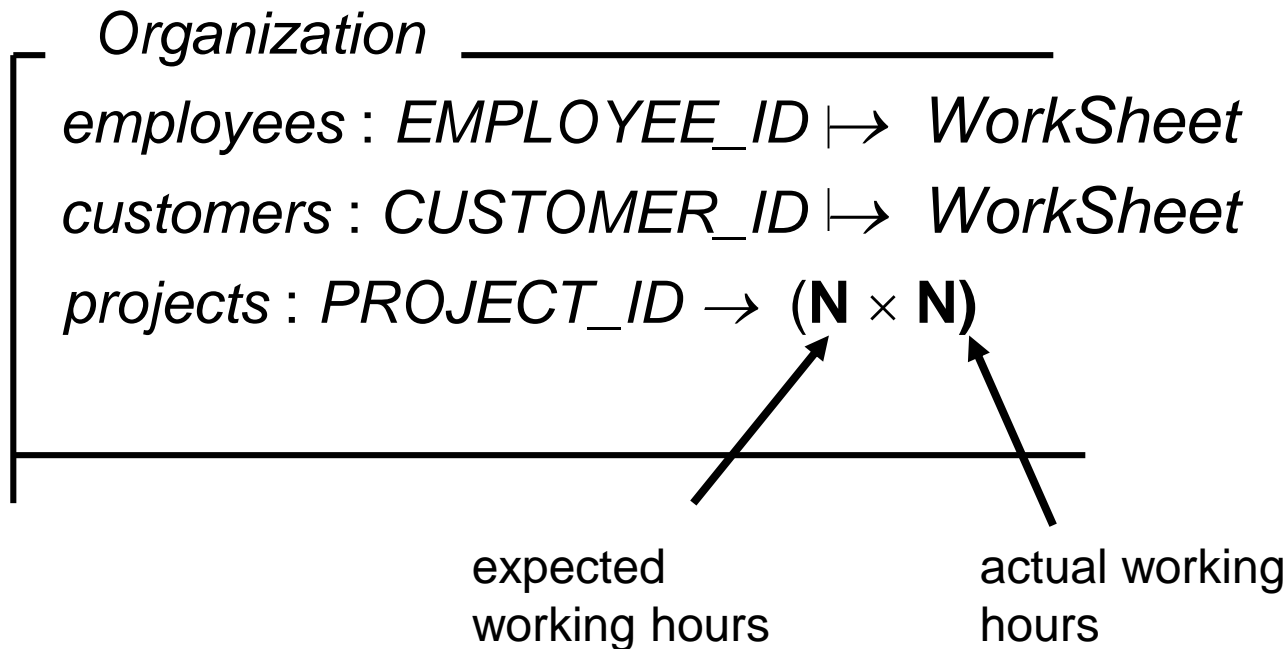 Organization
employees : EMPLOYEE_ID ↦ WorkSheet
customers : CUSTOMER_ID ↦ WorkSheet
projects : PROJECT_ID → (N × N)
expected
working hours
actual working
hours